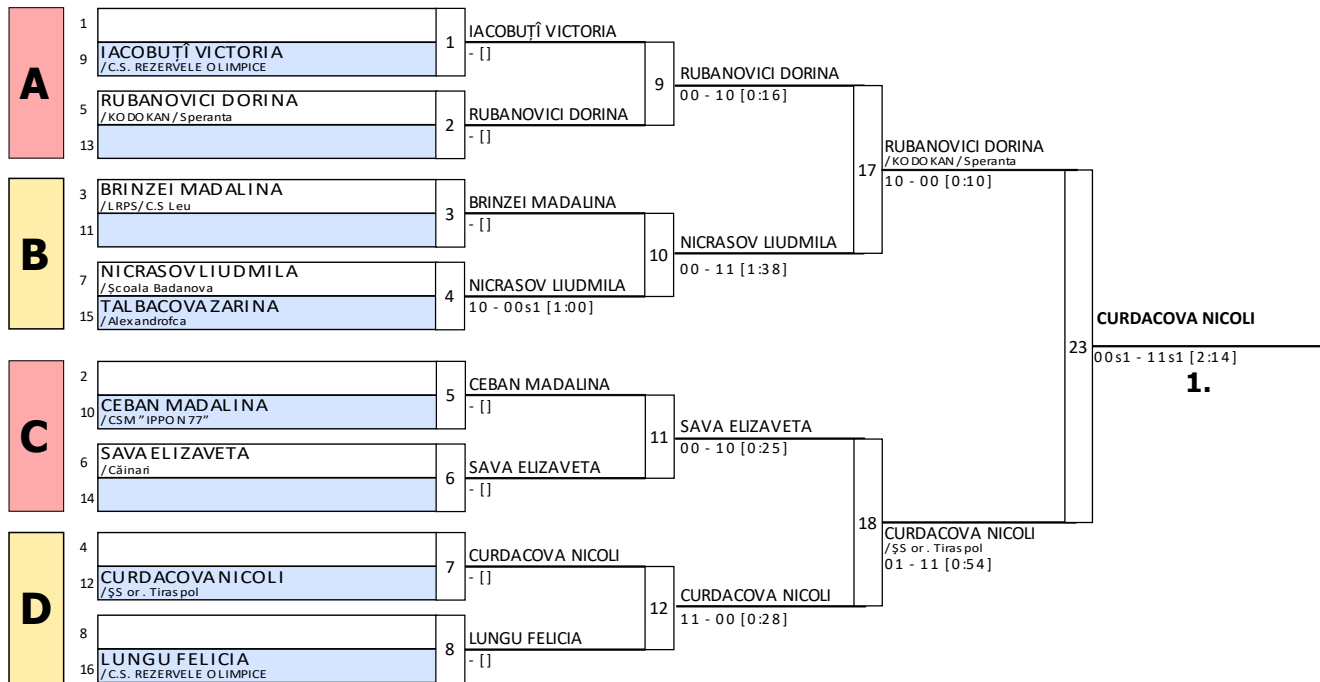 A
1
9
IACOBUȚÎ VICTORIA
/C.S. REZERVELE OLIMPICE
5
RUBANOVICI DORINA
/KODOKAN/Speranta
13
B
3
BRINZEI MADALINA
/LRPS/C.S Leu
11
7
NICRASOV LIUDMILA
/Școala Badanova
15
TALBACOVA ZARINA
/Alexandrofca
C
2
10
CEBAN MADALINA
/CSM "IPPON 77"
6
SAVA ELIZAVETA
/Căinari
14
D
4
12
CURDACOVA NICOLI
/ȘS or. Tiraspol
8
16
LUNGU FELICIA
/C.S. REZERVELE OLIMPICE
1
IACOBUȚÎ VICTORIA
- []
2
RUBANOVICI DORINA
- []
3
BRINZEI MADALINA
- []
4
NICRASOV LIUDMILA
10 - 00s1 [1:00]
5
CEBAN MADALINA
- []
6
SAVA ELIZAVETA
- []
7
CURDACOVA NICOLI
- []
8
LUNGU FELICIA
- []
9
RUBANOVICI DORINA
00 - 10 [0:16]
10
NICRASOV LIUDMILA
00 - 11 [1:38]
11
SAVA ELIZAVETA
00 - 10 [0:25]
12
CURDACOVA NICOLI
11 - 00 [0:28]
17
RUBANOVICI DORINA
/KODOKAN/Speranta
10 - 00 [0:10]
18
CURDACOVA NICOLI
/ȘS or. Tiraspol
01 - 11 [0:54]
23
CURDACOVA NICOLI
00s1 - 11s1 [2:14]
1.